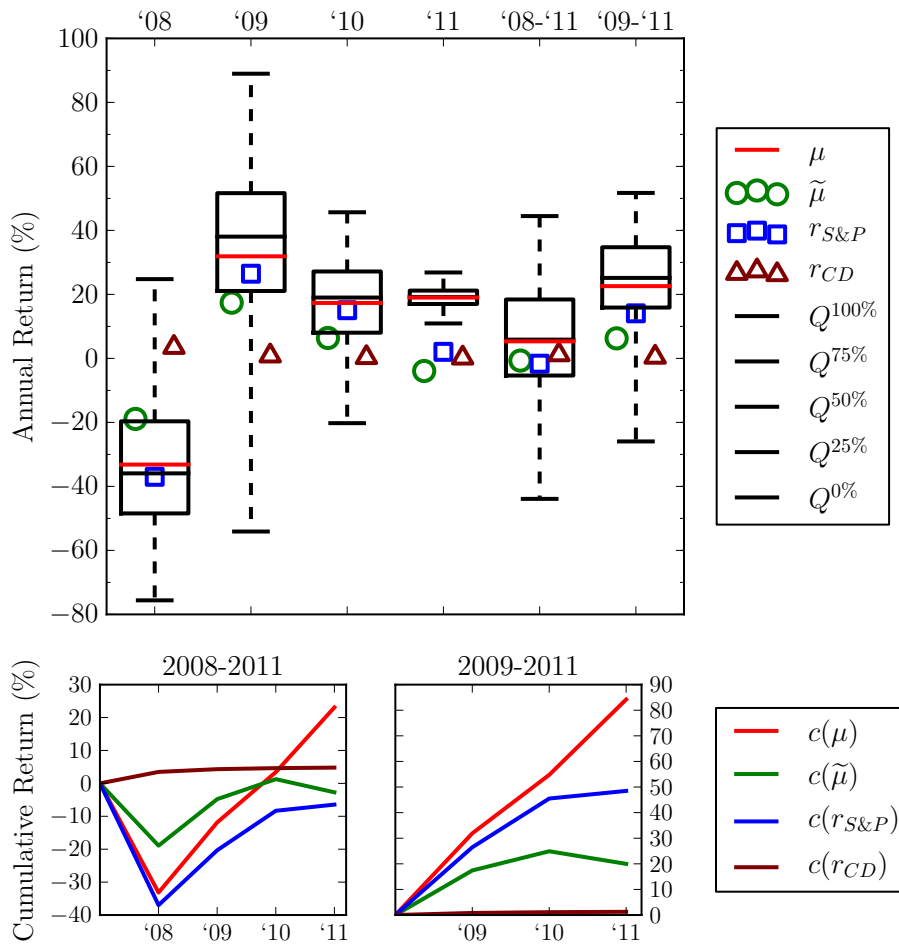 ‘08 ‘09 ‘10 ‘11 ‘08-‘11 ‘09-‘11
Annual Return (%)
100
80
60
40
20
0
−20
−40
−60
−80
μ
μ̃
r_{S&P}
r_{CD}
Q^{100%}
Q^{75%}
Q^{50%}
Q^{25%}
Q^{0%}
2008-2011
Cumulative Return (%)
30
20
10
0
−10
−20
−30
−40
‘08 ‘09 ‘10 ‘11
2009-2011
90
80
70
60
50
40
30
20
10
0
‘09 ‘10 ‘11
c(μ)
c(μ̃)
c(r_{S&P})
c(r_{CD})